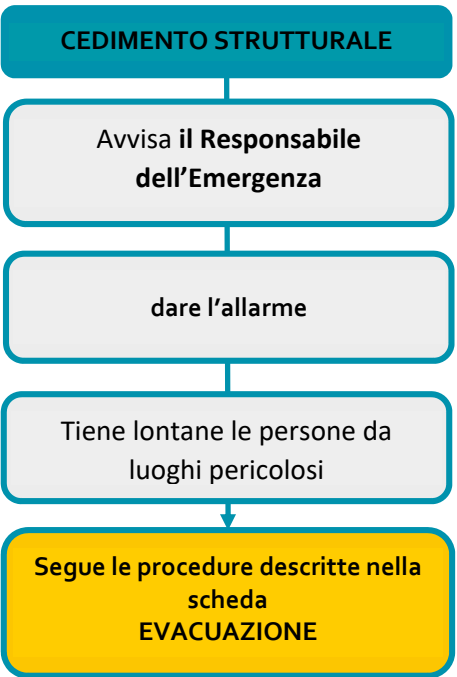 CEDIMENTO STRUTTURALE
Avvisa il Responsabile
dell’Emergenza
dare l’allarme
Tiene lontane le persone da
luoghi pericolosi
Segue le procedure descritte nella
scheda
EVACUAZIONE